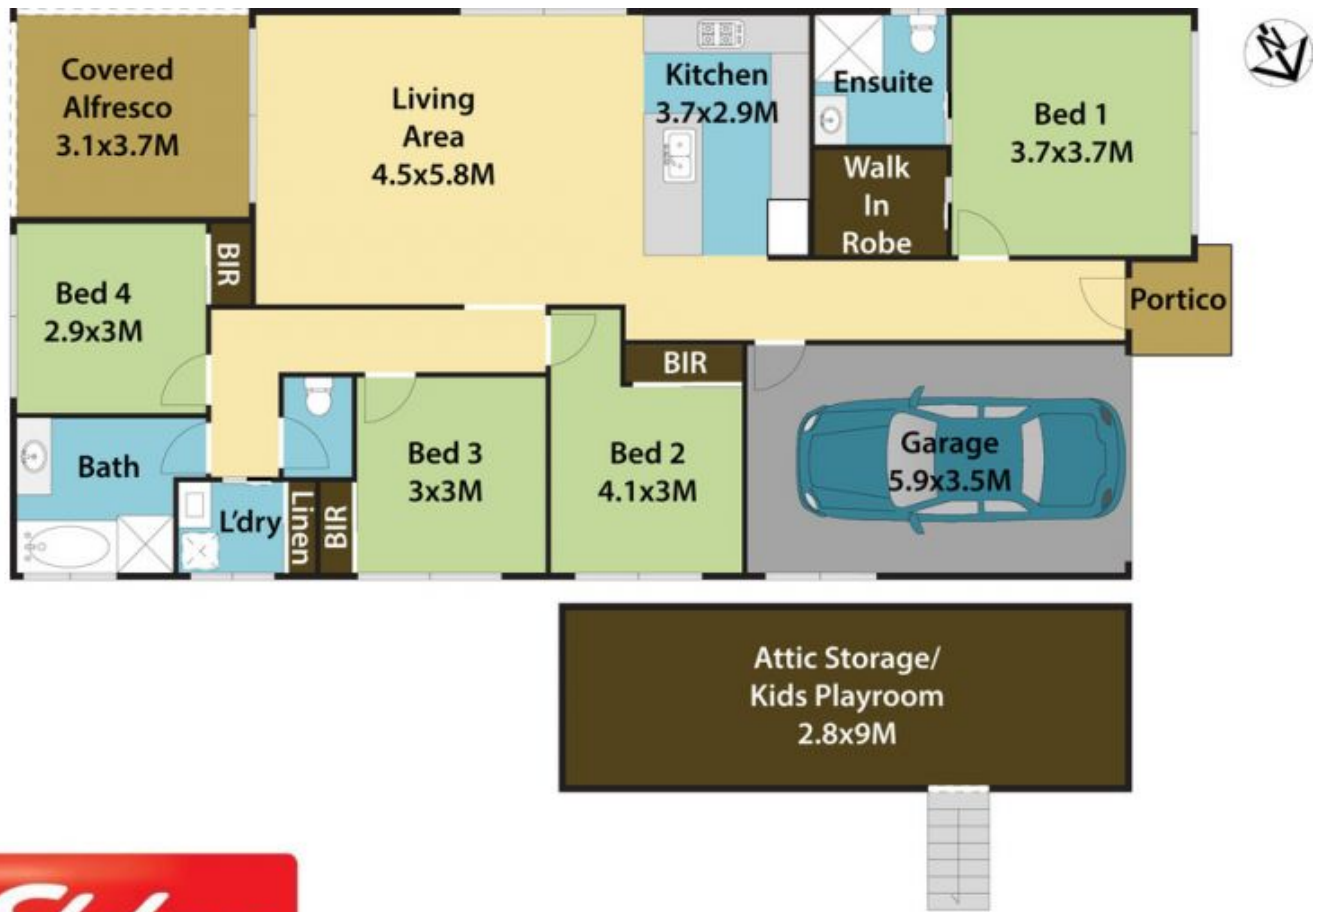 Covered
Alfresco
3.1x3.7M
Living
Area
4.5x5.8M
Kitchen
3.7x2.9M
Ensuite
Walk
In
Robe
Bed 1
3.7x3.7M
N
Portico
Bed 4
2.9x3M
BIR
Bath
L'dry
Linen
BIR
Bed 3
3x3M
BIR
Bed 2
4.1x3M
Garage
5.9x3.5M
Attic Storage/
Kids Playroom
2.8x9M